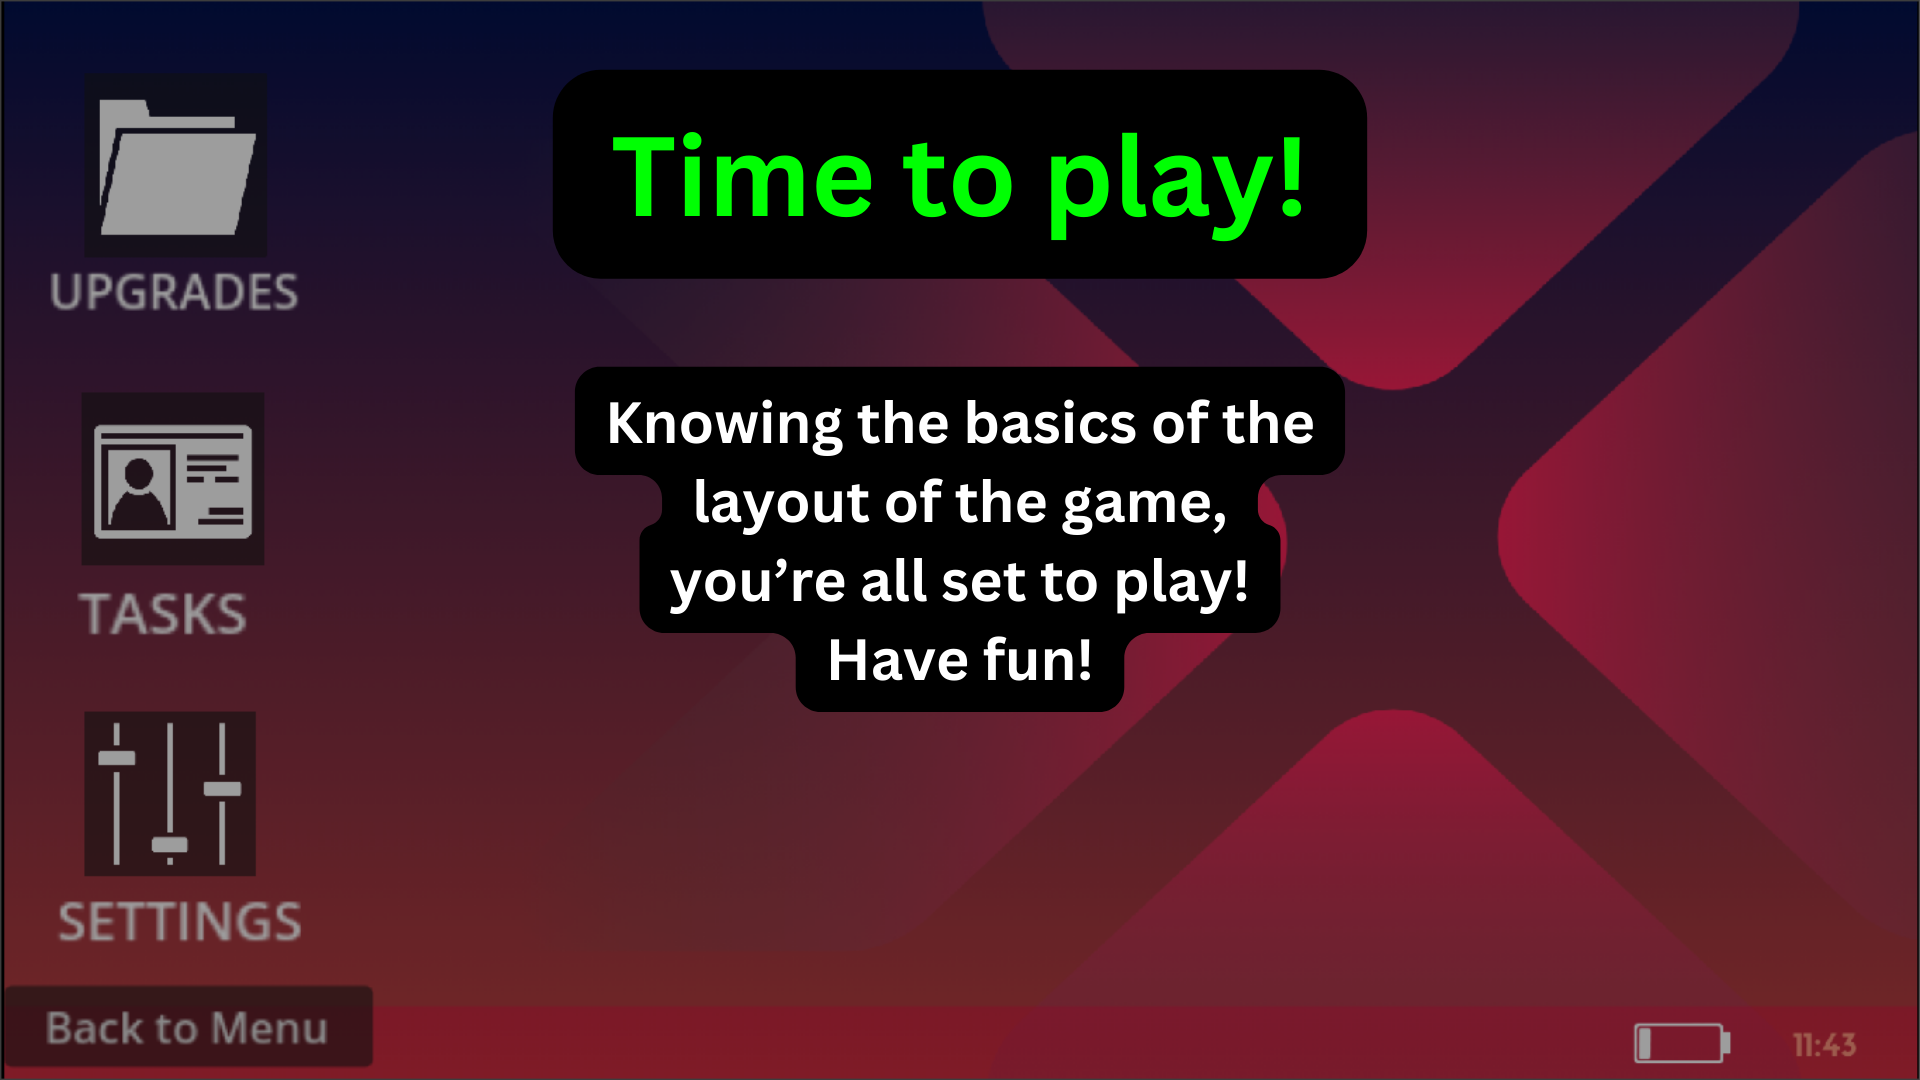 Time to play!
UPGRADES
Knowing the basics of the
layout of the game,
you’re all set to play!
Have fun!
TASKS
SETTINGS
Back to Menu
11:43